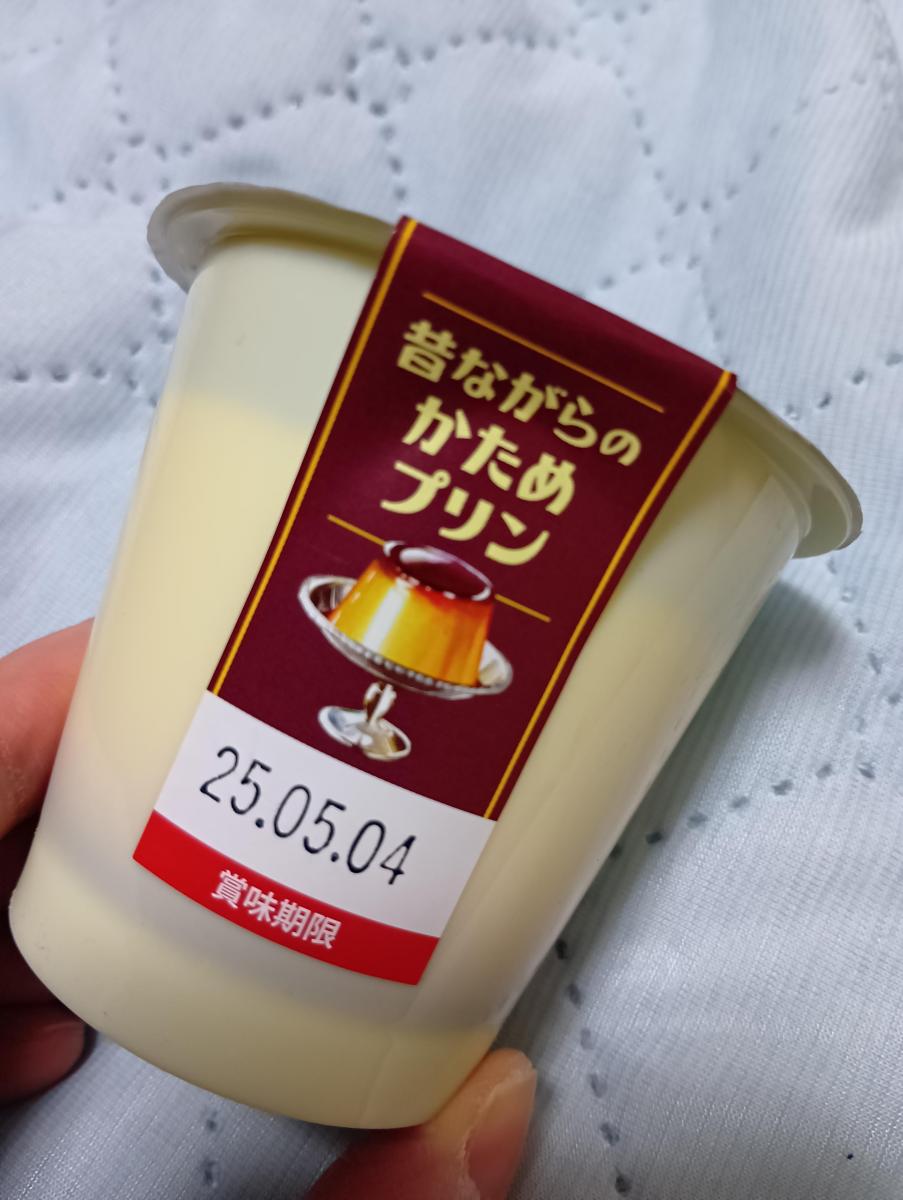 昔ながらの
かため
プリン
25.05.04
賞味期限